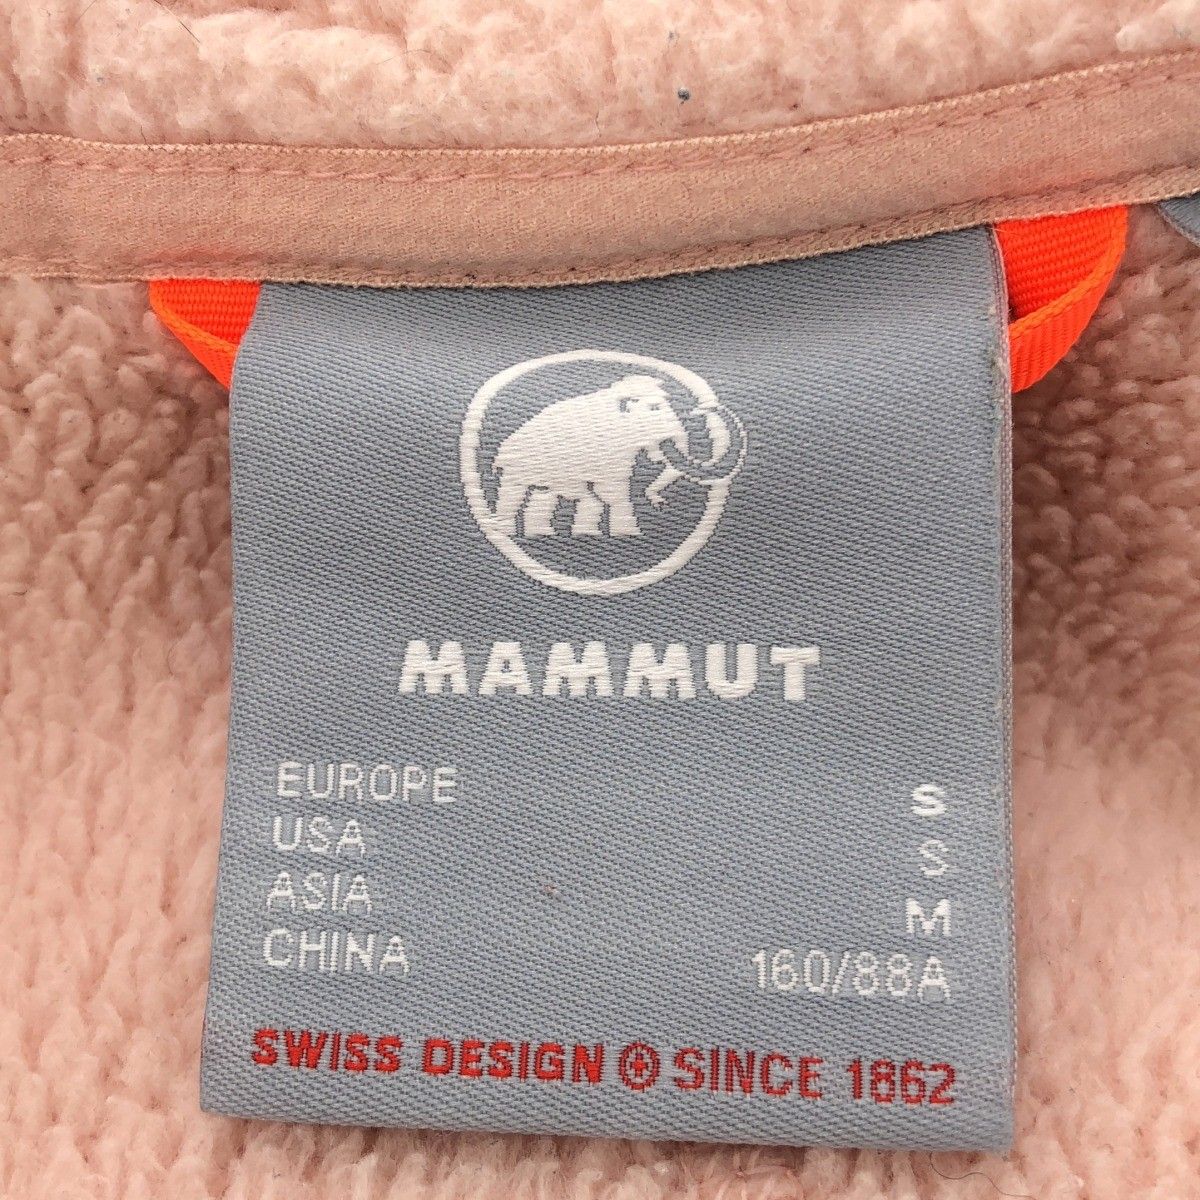 MAMMUT
EUROPE S
USA S
ASIA M
CHINA 160/88A
SWISS DESIGN SINCE 1862